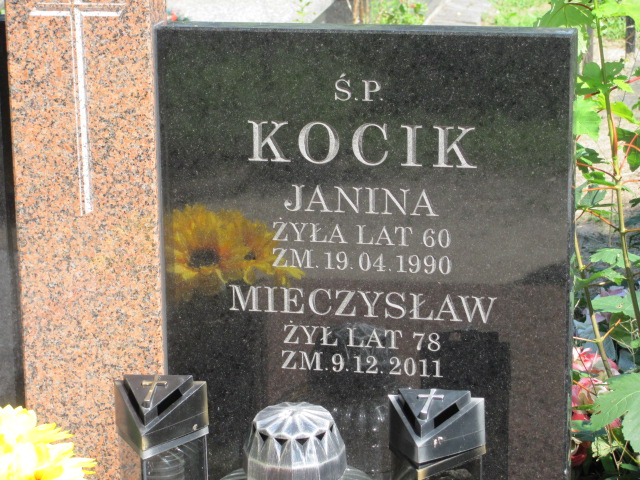 Ś.P.
KOCIK
JANINA
ŻYŁA LAT 60
ZM. 19.04.1990
MIECZYSŁAW
ŻYŁ LAT 78
ZM. 9.12.2011